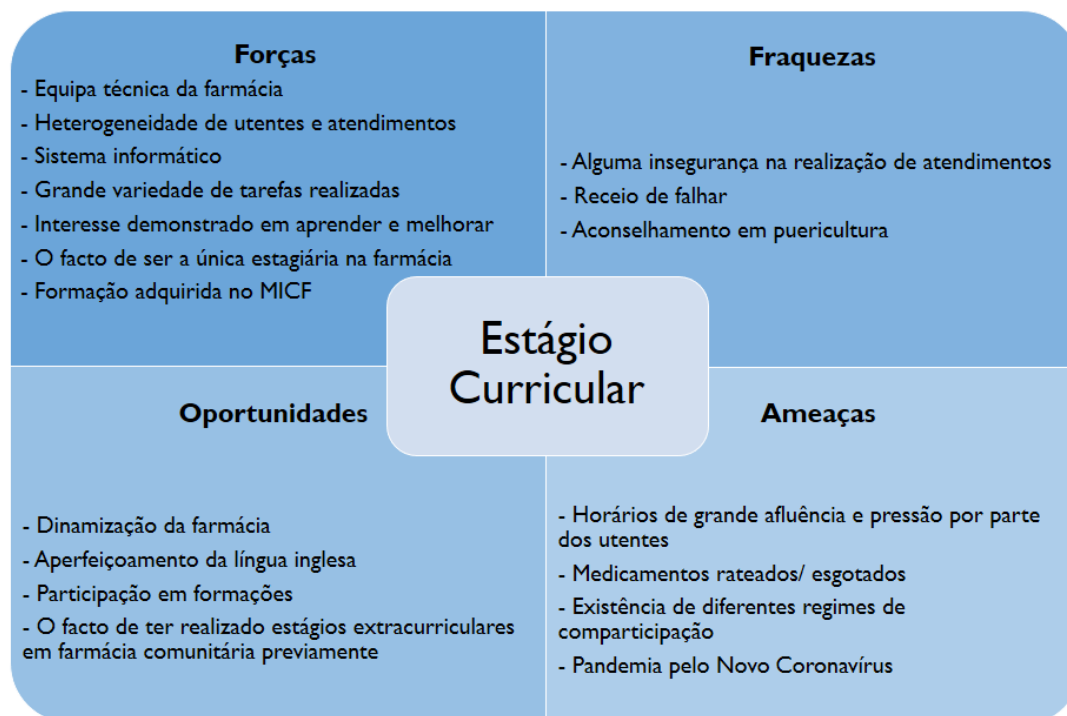 Forças
- Equipa técnica da farmácia
- Heterogeneidade de utentes e atendimentos
- Sistema informático
- Grande variedade de tarefas realizadas
- Interesse demonstrado em aprender e melhorar
- O facto de ser a única estagiária na farmácia
- Formação adquirida no MICF
Fraquezas
- Alguma insegurança na realização de atendimentos
- Receio de falhar
- Aconselhamento em puericultura
Estágio
Curricular
Oportunidades
- Dinamização da farmácia
- Aperfeiçoamento da língua inglesa
- Participação em formações
- O facto de ter realizado estágios extracurriculares
em farmácia comunitária previamente
Ameaças
- Horários de grande afluência e pressão por parte
dos utentes
- Medicamentos rateados/ esgotados
- Existência de diferentes regimes de
comparticipação
- Pandemia pelo Novo Coronavírus